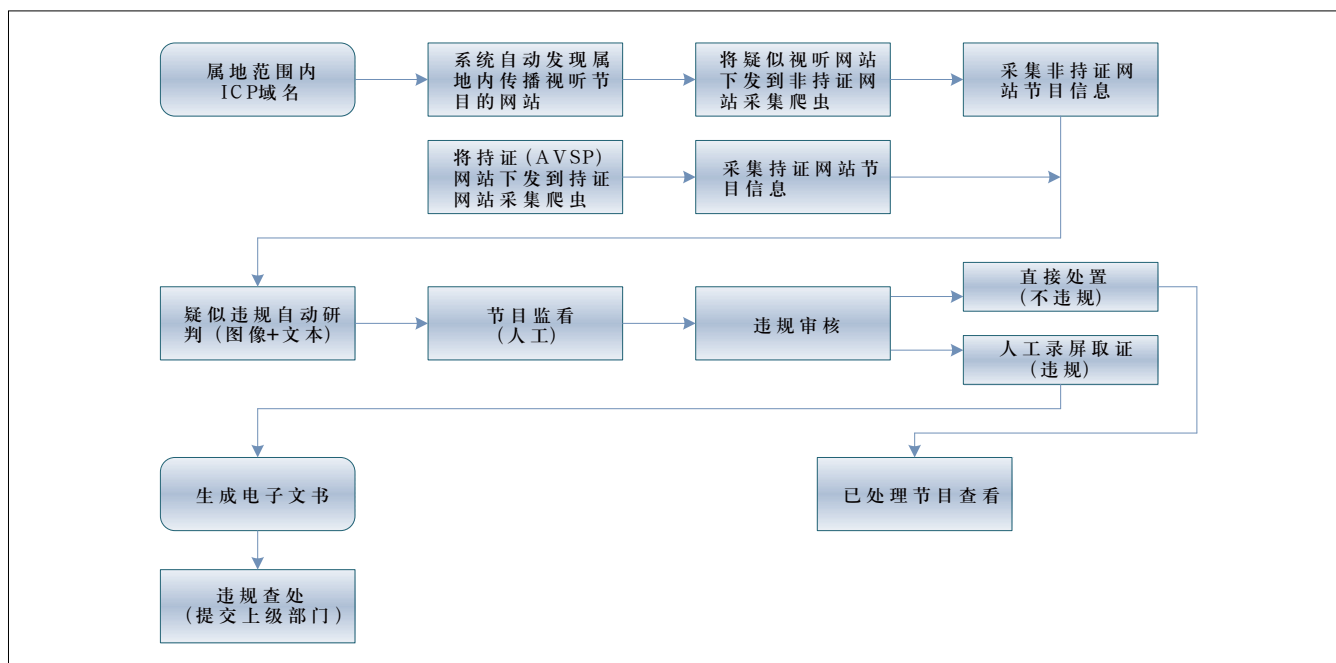 属地范围内
ICP域名
系统自动发现属
地内传播视听节
目的网站
将疑似视听网站
下发到非持证网
站采集爬虫
采集非持证网
站节目信息
将持证(AVSP)
网站下发到持证
网站采集爬虫
采集持证网站节
目信息
疑似违规自动研
判(图像+文本)
节目监看
(人工)
违规审核
直接处置
(不违规)
人工录屏取证
(违规)
生成电子文书
已处理节目查看
违规查处
(提交上级部门)